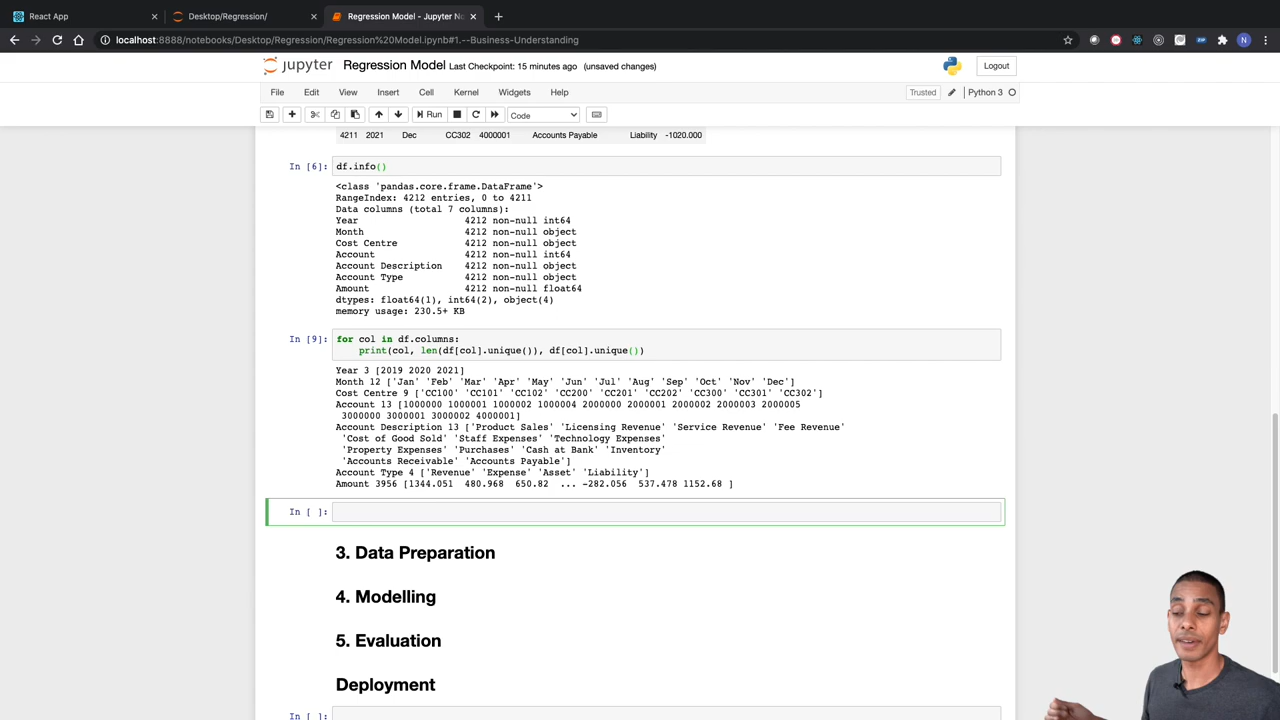 React App
Desktop/Regression/
Regression Model - Jupyter No
localhost:8888/notebooks/Desktop/Regression/Regression%20Model.ipynb#1.--Business-Understanding
jupyter Regression Model Last Checkpoint: 15 minutes ago (unsaved changes)
Logout
File Edit View Insert Cell Kernel Widgets Help
Trusted Python 3
Run Code
4211 2021 Dec CC302 4000001 Accounts Payable Liability -1020.000
In [6]: df.info()
<class 'pandas.core.frame.DataFrame'>
RangeIndex: 4212 entries, 0 to 4211
Data columns (total 7 columns):
Year 4212 non-null int64
Month 4212 non-null object
Cost Centre 4212 non-null object
Account 4212 non-null int64
Account Description 4212 non-null object
Account Type 4212 non-null object
Amount 4212 non-null float64
dtypes: float64(1), int64(2), object(4)
memory usage: 230.5+ KB
In [9]: for col in df.columns:
print(col, len(df[col].unique()), df[col].unique())
Year 3 [2019 2020 2021]
Month 12 ['Jan' 'Feb' 'Mar' 'Apr' 'May' 'Jun' 'Jul' 'Aug' 'Sep' 'Oct' 'Nov' 'Dec']
Cost Centre 9 ['CC100' 'CC101' 'CC102' 'CC200' 'CC201' 'CC202' 'CC300' 'CC301' 'CC302']
Account 13 [1000000 1000001 1000002 1000004 2000000 2000001 2000002 2000003 2000005
3000000 3000001 3000002 4000001]
Account Description 13 ['Product Sales' 'Licensing Revenue' 'Service Revenue' 'Fee Revenue'
'Cost of Good Sold' 'Staff Expenses' 'Technology Expenses'
'Property Expenses' 'Purchases' 'Cash at Bank' 'Inventory'
'Accounts Receivable' 'Accounts Payable']
Account Type 4 ['Revenue' 'Expense' 'Asset' 'Liability']
Amount 3956 [1344.051 480.968 650.82 ... -282.056 537.478 1152.68 ]
In [ ]:
3. Data Preparation
4. Modelling
5. Evaluation
Deployment
In [ ]: